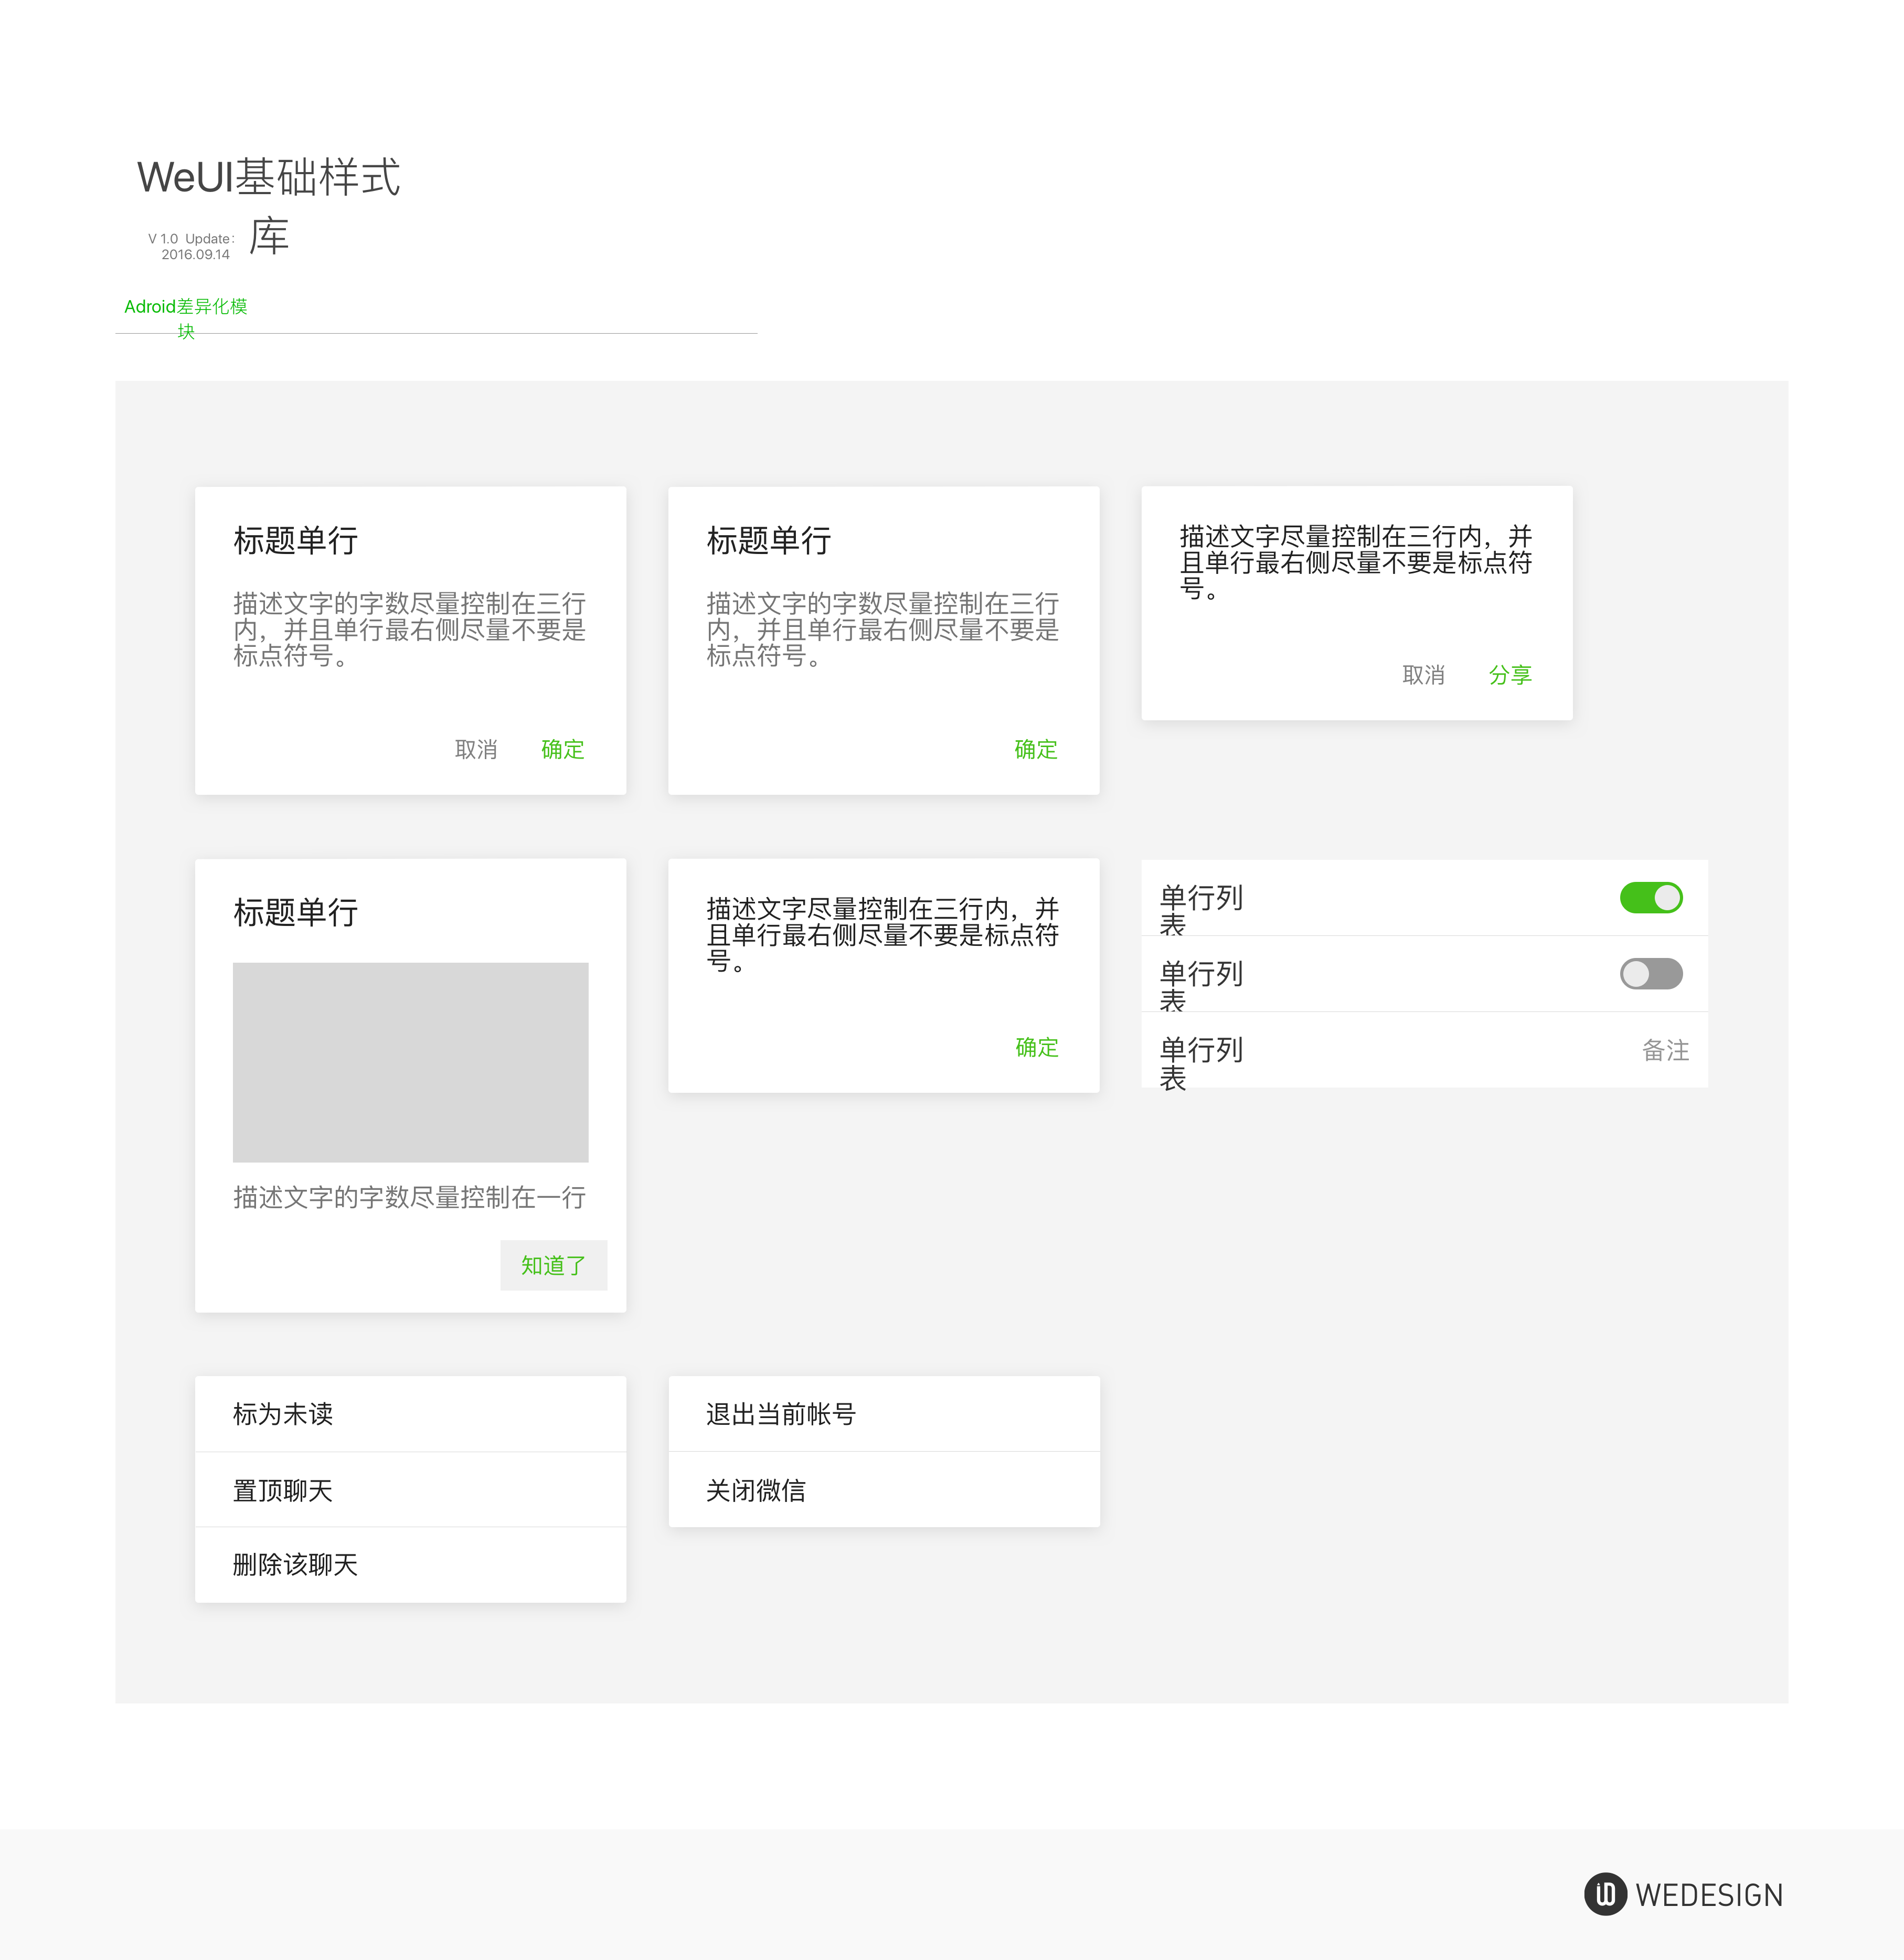 WeUI基础样式
库
V 1.0 Update:
2016.09.14
Adroid差异化模
块
标题单行
描述文字的字数尽量控制在三行
内，并且单行最右侧尽量不要是
标点符号。
取消 确定
标题单行
描述文字的字数尽量控制在三行
内，并且单行最右侧尽量不要是
标点符号。
确定
描述文字尽量控制在三行内，并
且单行最右侧尽量不要是标点符
号。
取消 分享
标题单行
描述文字的字数尽量控制在一行
知道了
描述文字尽量控制在三行内，并
且单行最右侧尽量不要是标点符
号。
确定
单行列
表
单行列
表
单行列
表
备注
标为未读
置顶聊天
删除该聊天
退出当前帐号
关闭微信
WEDESIGN